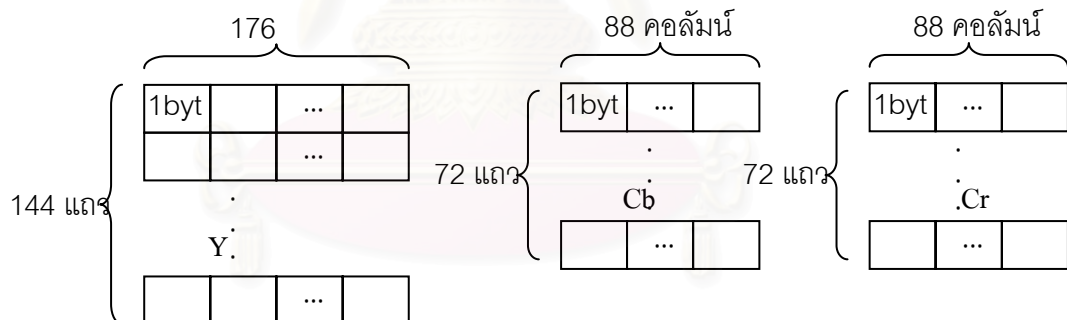 176 88 คอลัมน์ 88 คอลัมน์
1byt ... 1byt ... 1byt ...
...
144 แถว 72 แถว 72 แถว
Y Cb Cr
... ...
...